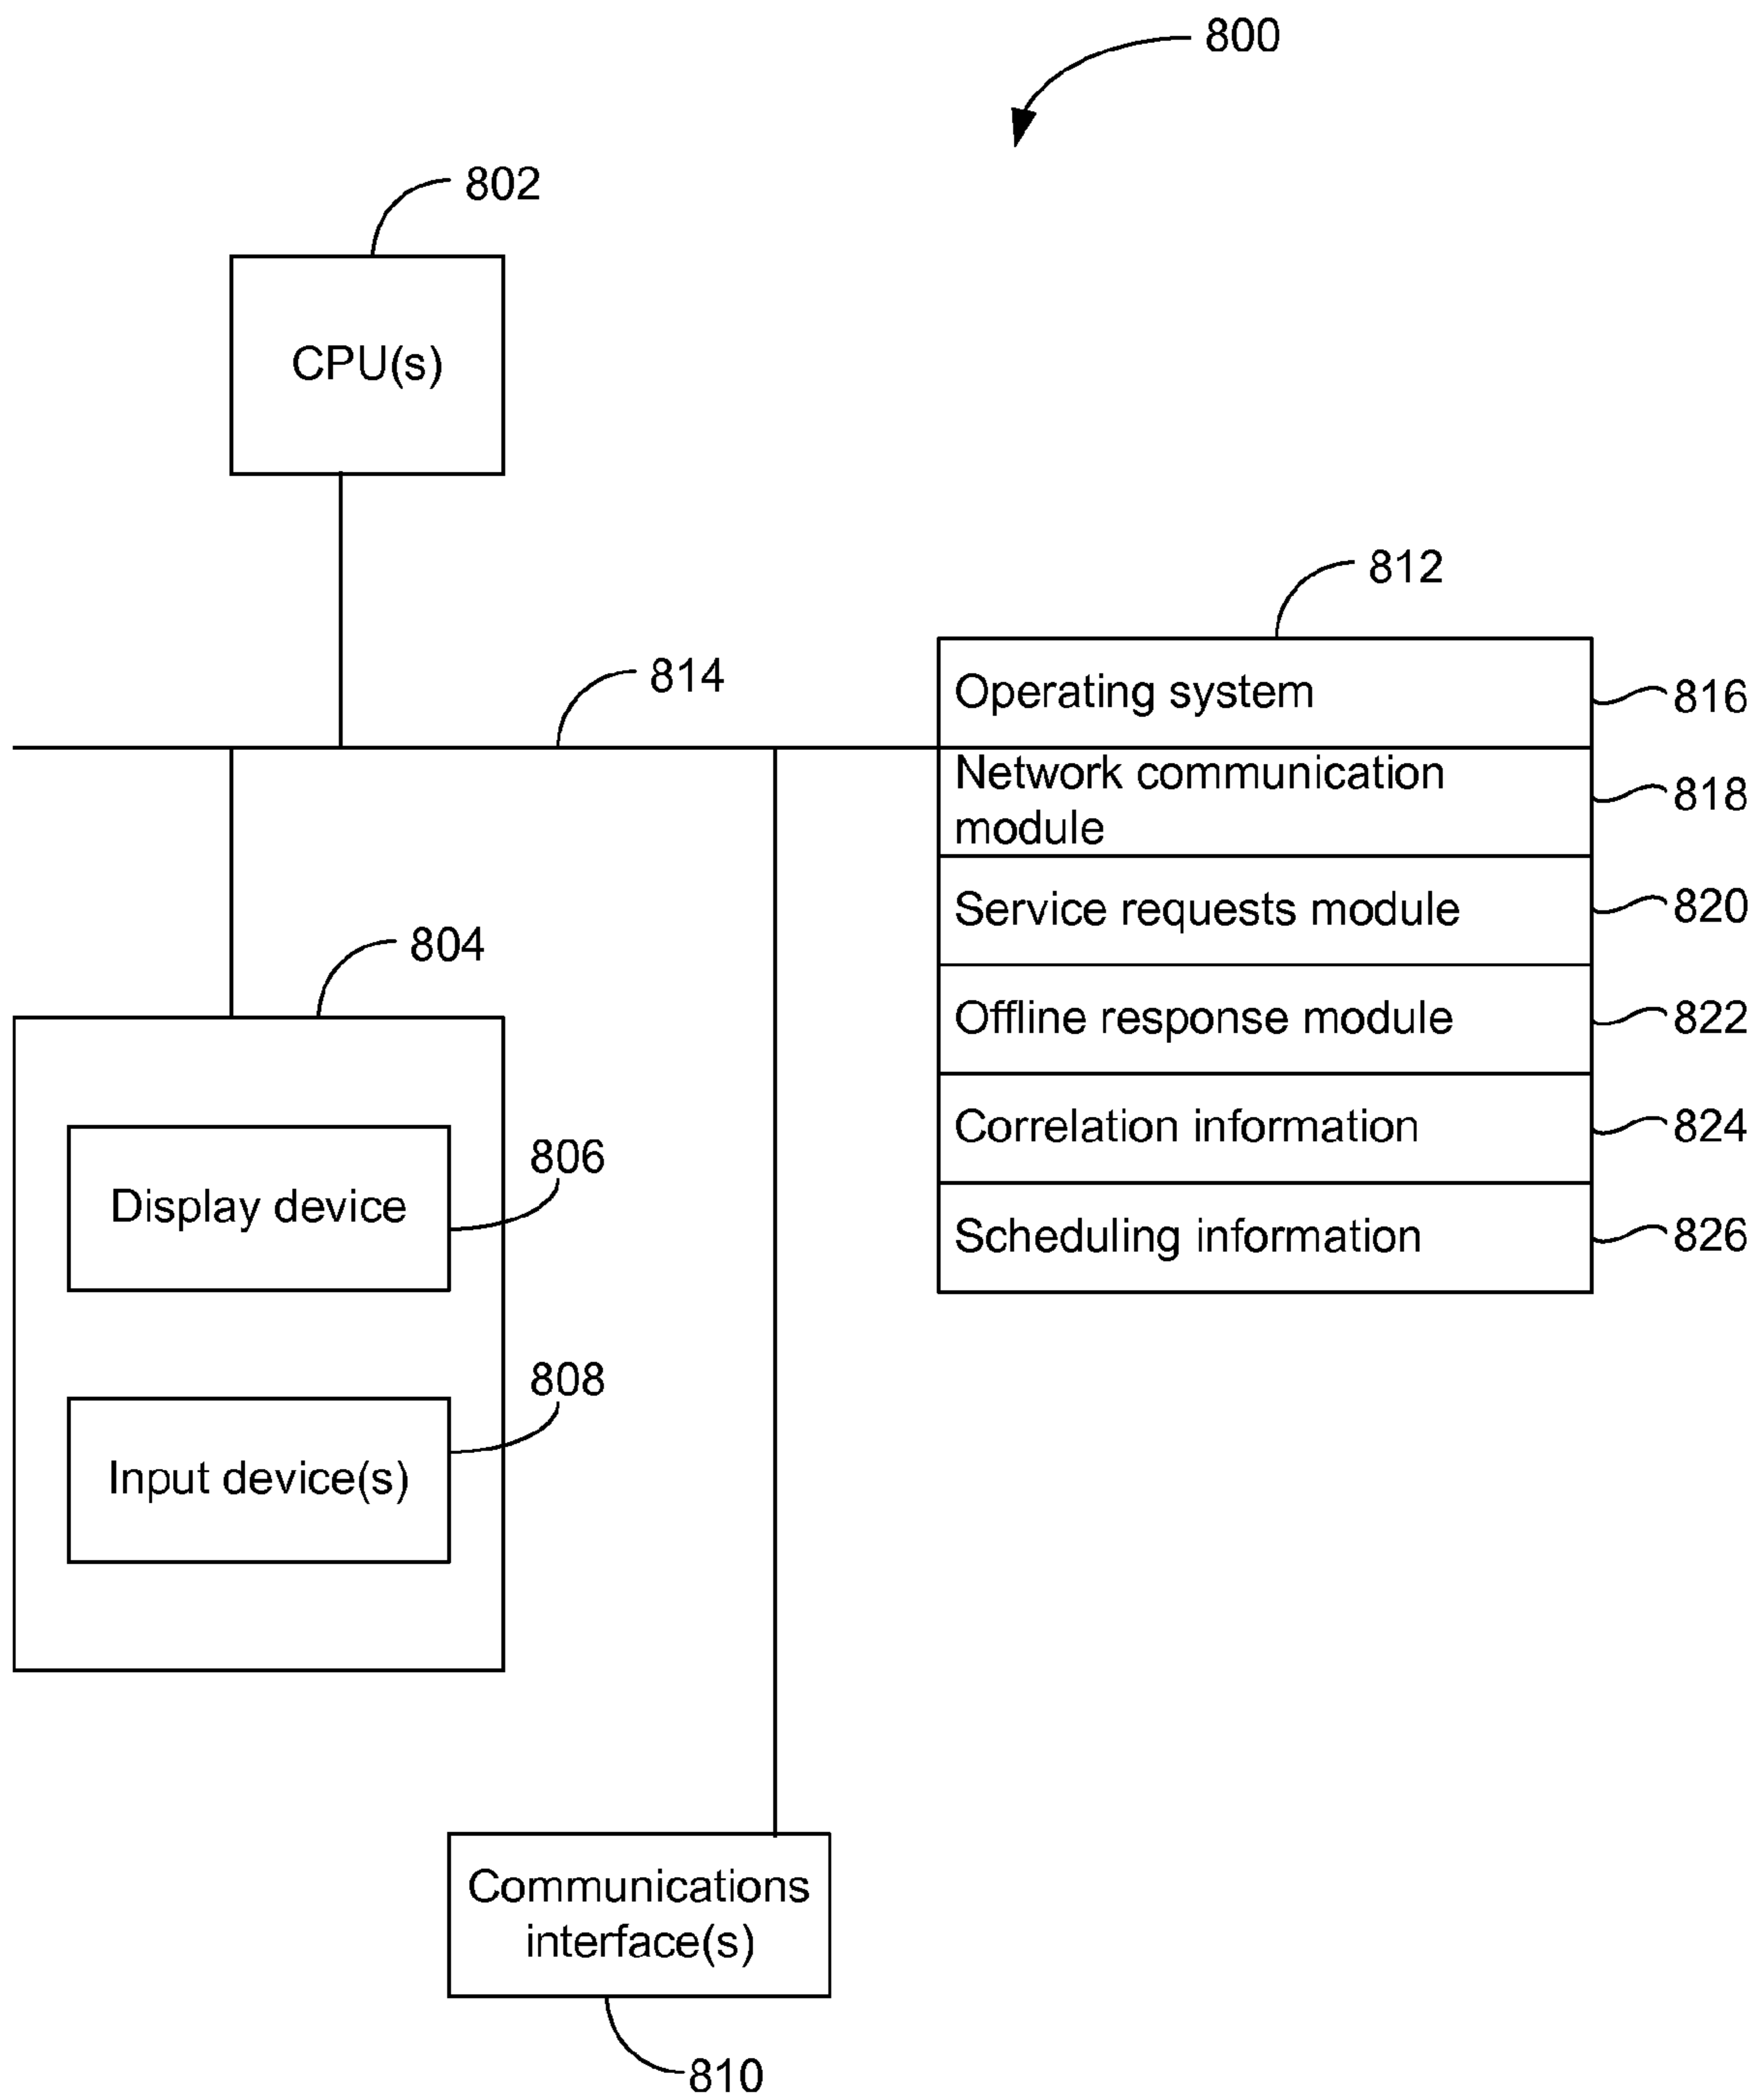 800
802
CPU(s)
812
814
Operating system
816
Network communication
module
818
Service requests module
820
804
Offline response module
822
Correlation information
824
806
Display device
Scheduling information
826
808
Input device(s)
Communications
interface(s)
810